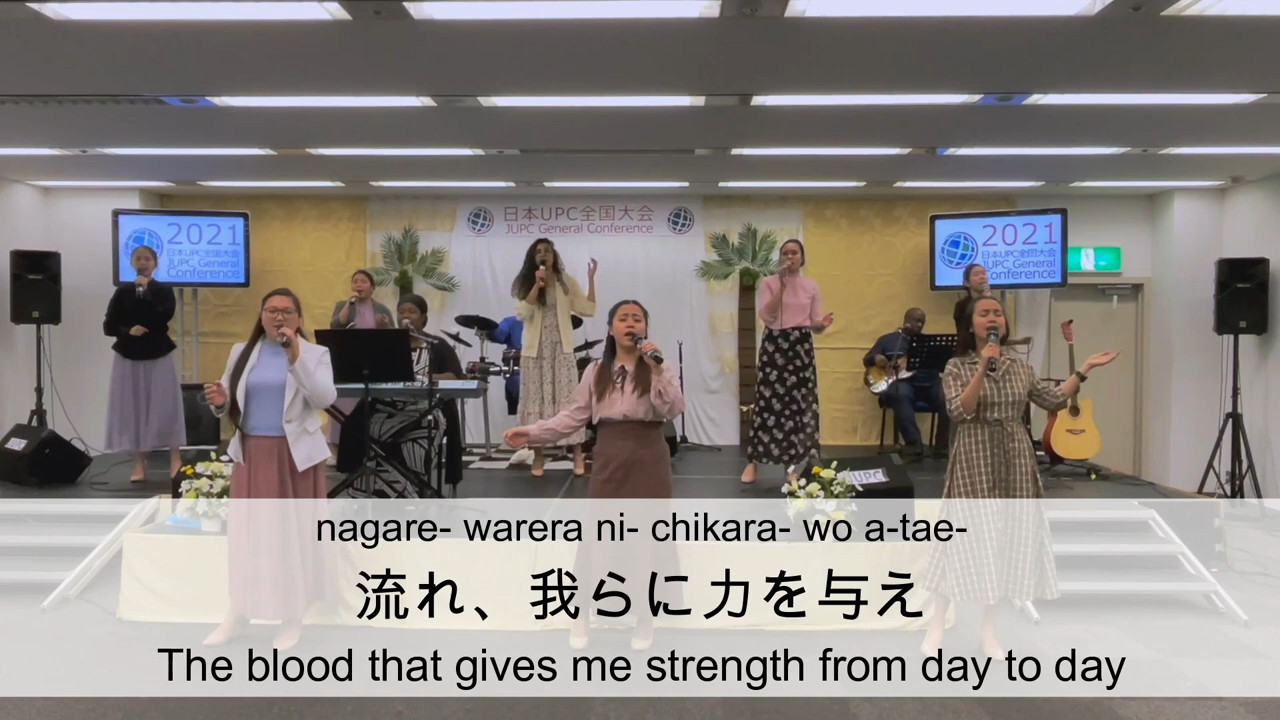 日本UPC全国大会
JUPC General Conference
2021
日本UPC全国大会
JUPC General
Conference
2021
日本UPC全国大会
JUPC General
Conference
UPC
nagare- warera ni- chikara- wo a-tae-
流れ、我らに力を与え
The blood that gives me strength from day to day